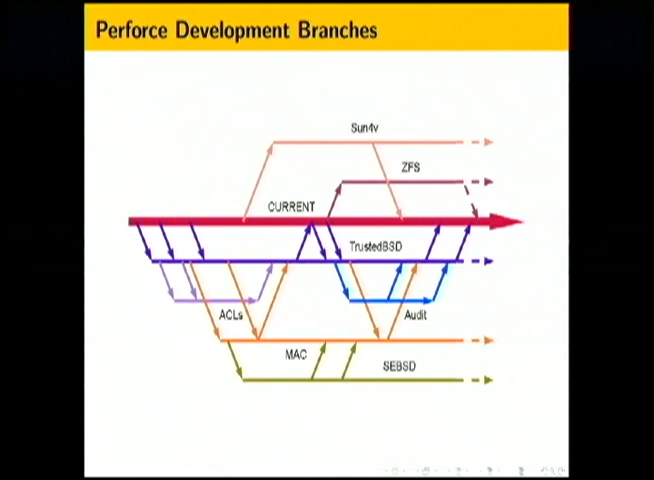 Perforce Development Branches
Sun4v
ZFS
CURRENT
TrustedBSD
ACLs
Audit
MAC
SEBSD